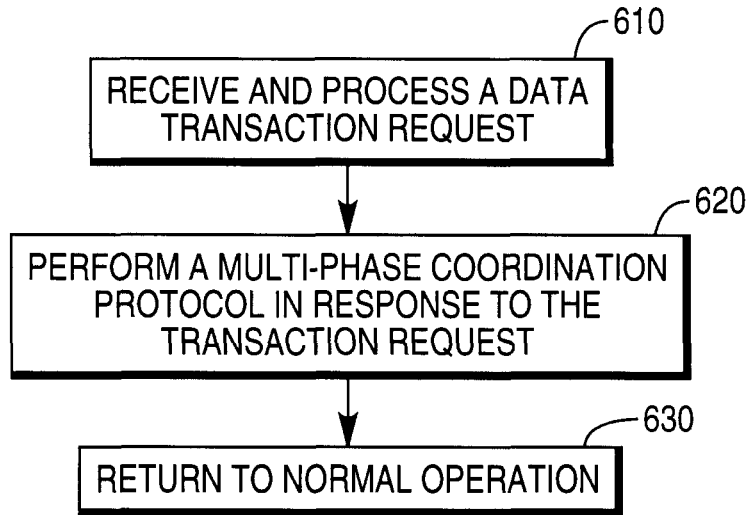 610
RECEIVE AND PROCESS A DATA
TRANSACTION REQUEST
620
PERFORM A MULTI-PHASE COORDINATION
PROTOCOL IN RESPONSE TO THE
TRANSACTION REQUEST
630
RETURN TO NORMAL OPERATION